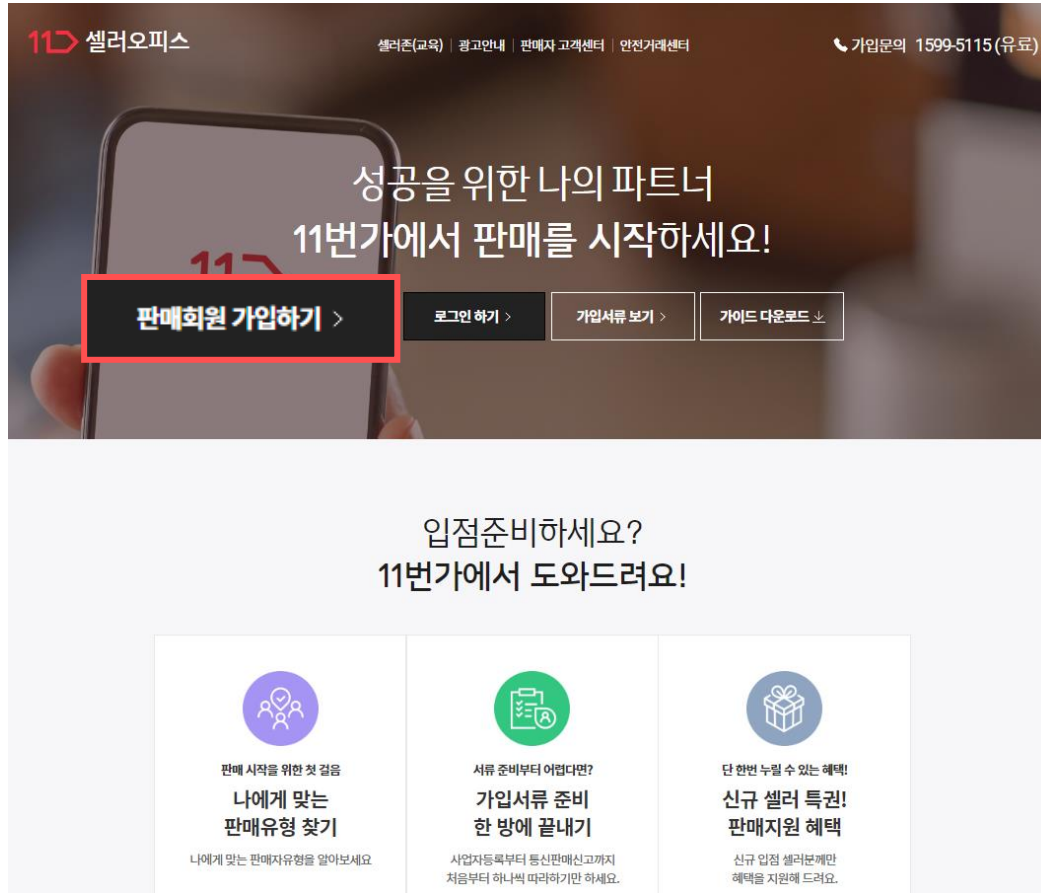 11 셀러오피스
셀러존(교육) | 광고안내 | 판매자 고객센터 | 안전거래센터
가입문의 1599-5115 (유료)
성공을 위한 나의 파트너
11번가에서 판매를 시작하세요!
11
판매회원 가입하기 >
로그인 하기 >
가입서류 보기 >
가이드 다운로드
입점준비하세요?
11번가에서 도와드려요!
판매 시작을 위한 첫 걸음
나에게 맞는
판매유형 찾기
나에게 맞는 판매자유형을 알아보세요
서류 준비부터 어렵다면?
가입서류 준비
한 방에 끝내기
사업자등록부터 통신판매신고까지
처음부터 하나씩 따라하기만 하세요.
단 한번 누릴 수 있는 혜택!
신규 셀러 특권!
판매지원 혜택
신규 입점 셀러분께만
혜택을 지원해 드려요.